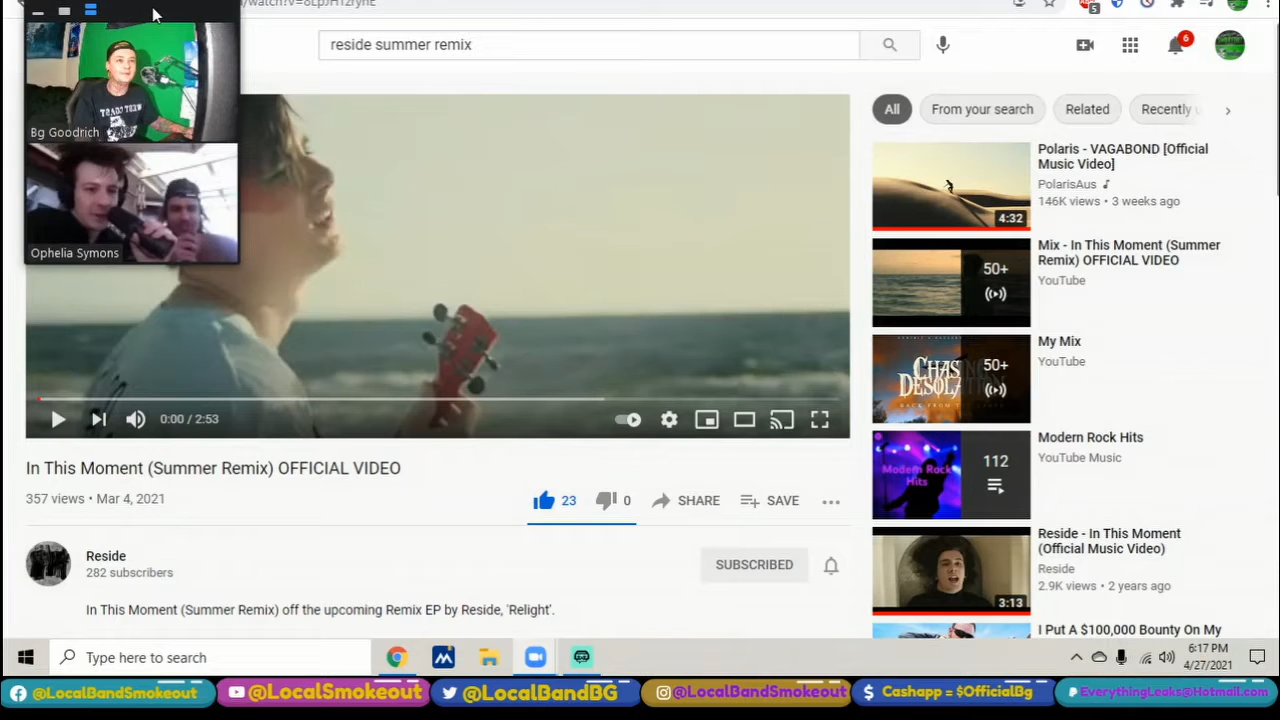 reside summer remix
6
Bg Goodrich
Ophelia Symons
0:00 / 2:53
In This Moment (Summer Remix) OFFICIAL VIDEO
357 views • Mar 4, 2021
23
0
SHARE
SAVE
Reside
282 subscribers
SUBSCRIBED
In This Moment (Summer Remix) off the upcoming Remix EP by Reside, 'Relight'.
All
From your search
Related
Recently
Polaris - VAGABOND [Official
Music Video]
PolarisAus
146K views • 3 weeks ago
4:32
Mix - In This Moment (Summer
Remix) OFFICIAL VIDEO
YouTube
50+
My Mix
YouTube
50+
Modern Rock Hits
YouTube Music
112
Modern Rock
Hits
Reside - In This Moment
(Official Music Video)
Reside
2.9K views • 2 years ago
3:13
I Put A $100,000 Bounty On My
Type here to search
6:17 PM
4/27/2021
@LocalBandSmokeout
@LocalSmokeout
@LocalBandBG
@LocalBandSmokeout
Cashapp = $OfficialBg
EverythingLeaks@Hotmail.com